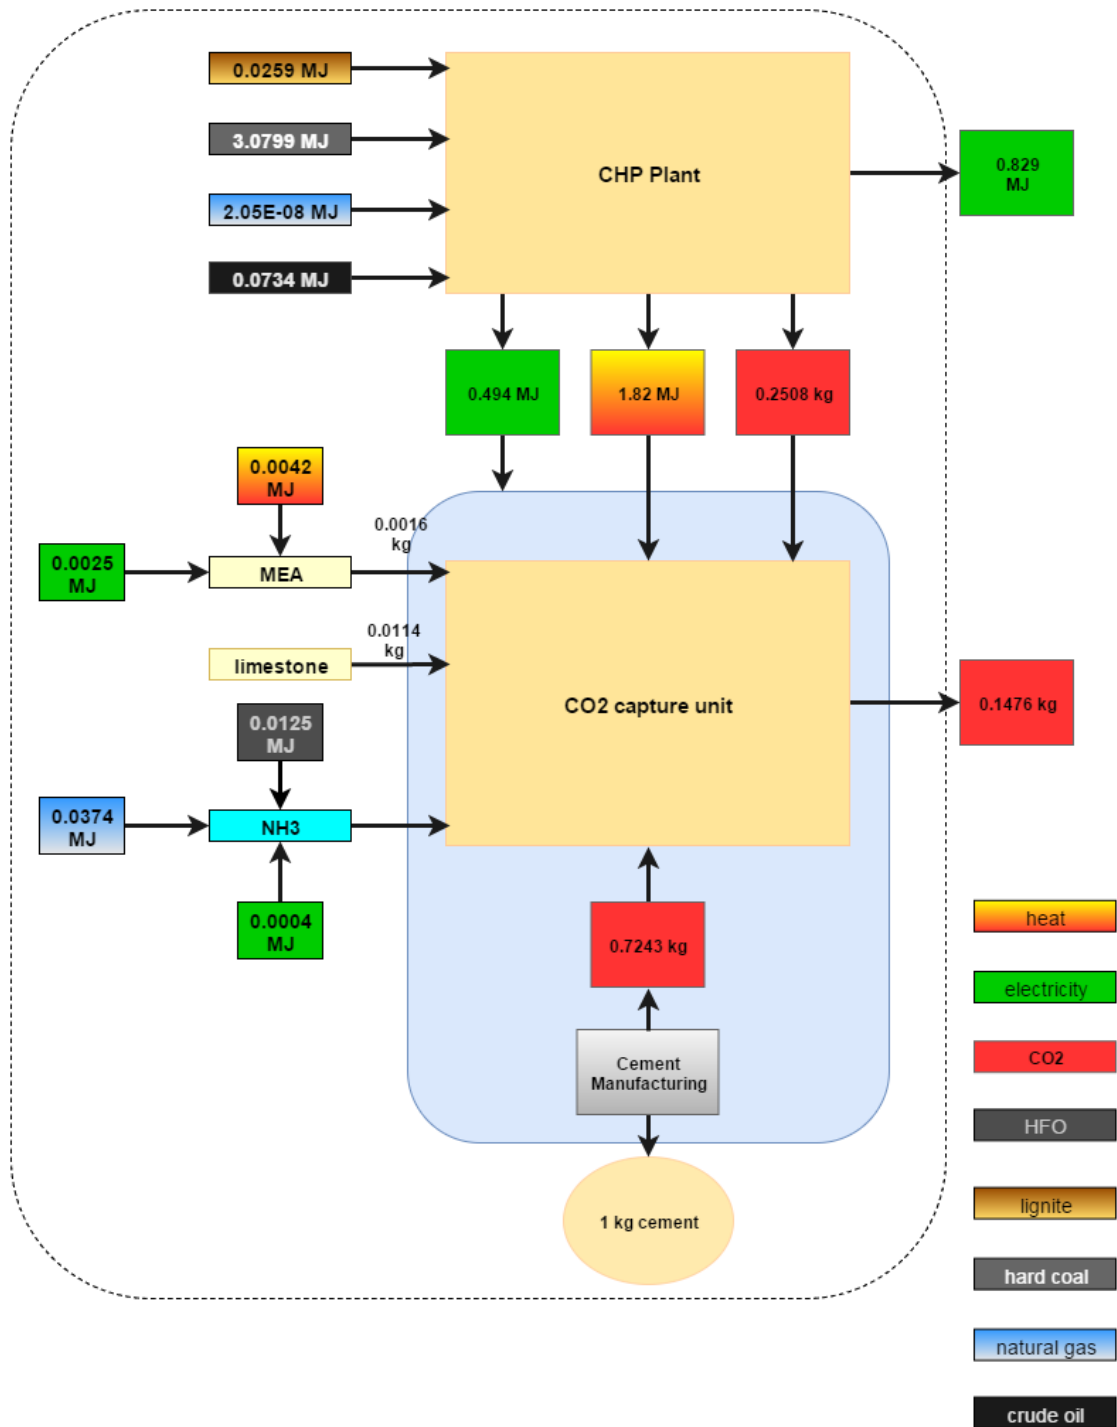 0.0259 MJ
3.0799 MJ
2.05E-08 MJ
0.0734 MJ
CHP Plant
0.829
MJ
0.494 MJ
1.82 MJ
0.2508 kg
0.0042
MJ
0.0025
MJ
MEA
0.0016
kg
limestone
0.0114
kg
0.0125
MJ
0.0374
MJ
NH3
0.0004
MJ
CO2 capture unit
0.1476 kg
0.7243 kg
Cement
Manufacturing
1 kg cement
heat
electricity
CO2
HFO
lignite
hard coal
natural gas
crude oil